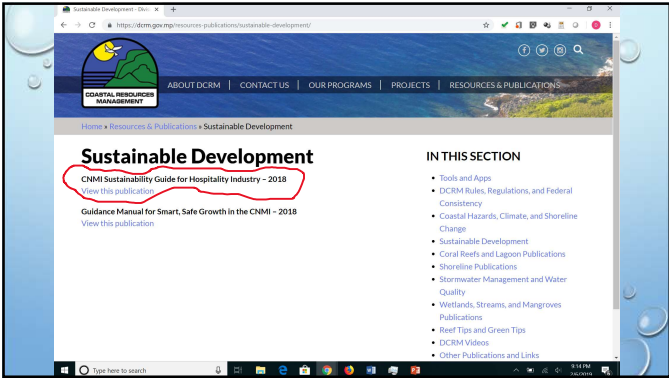 Sustainable Development - Divis
https://dcrm.gov.mp/resources-publications/sustainable-development/
COASTAL RESOURCES
MANAGEMENT
ABOUT DCRM | CONTACT US | OUR PROGRAMS | PROJECTS | RESOURCES & PUBLICATIONS
Home » Resources & Publications » Sustainable Development
Sustainable Development
CNMI Sustainability Guide for Hospitality Industry – 2018
View this publication
Guidance Manual for Smart, Safe Growth in the CNMI – 2018
View this publication
IN THIS SECTION
Tools and Apps
DCRM Rules, Regulations, and Federal
Consistency
Coastal Hazards, Climate, and Shoreline
Change
Sustainable Development
Coral Reefs and Lagoon Publications
Shoreline Publications
Stormwater Management and Water
Quality
Wetlands, Streams, and Mangroves
Publications
Reef Tips and Green Tips
DCRM Videos
Other Publications and Links
Type here to search
9:14 PM
7/6/2019